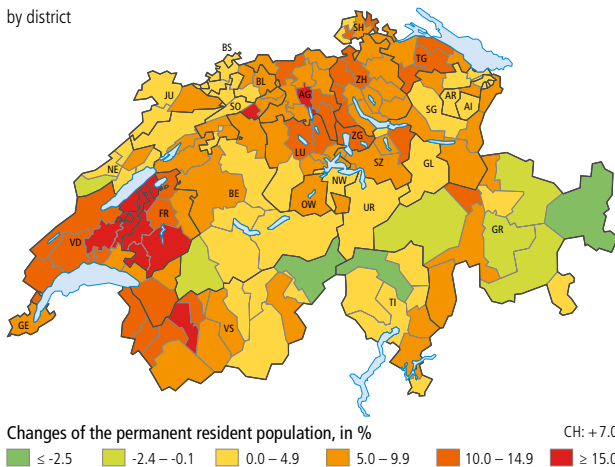 by district
SH
BS
TG
BL
ZH
JU
AG
AR
AI
SO
SG
ZG
LU
NE
SZ
GL
NW
BE
OW
FR
UR
GR
VD
TI
GE
VS
Changes of the permanent resident population, in %
CH: +7.0
≤ -2.5
-2.4 – -0.1
0.0 – 4.9
5.0 – 9.9
10.0 – 14.9
≥ 15.0